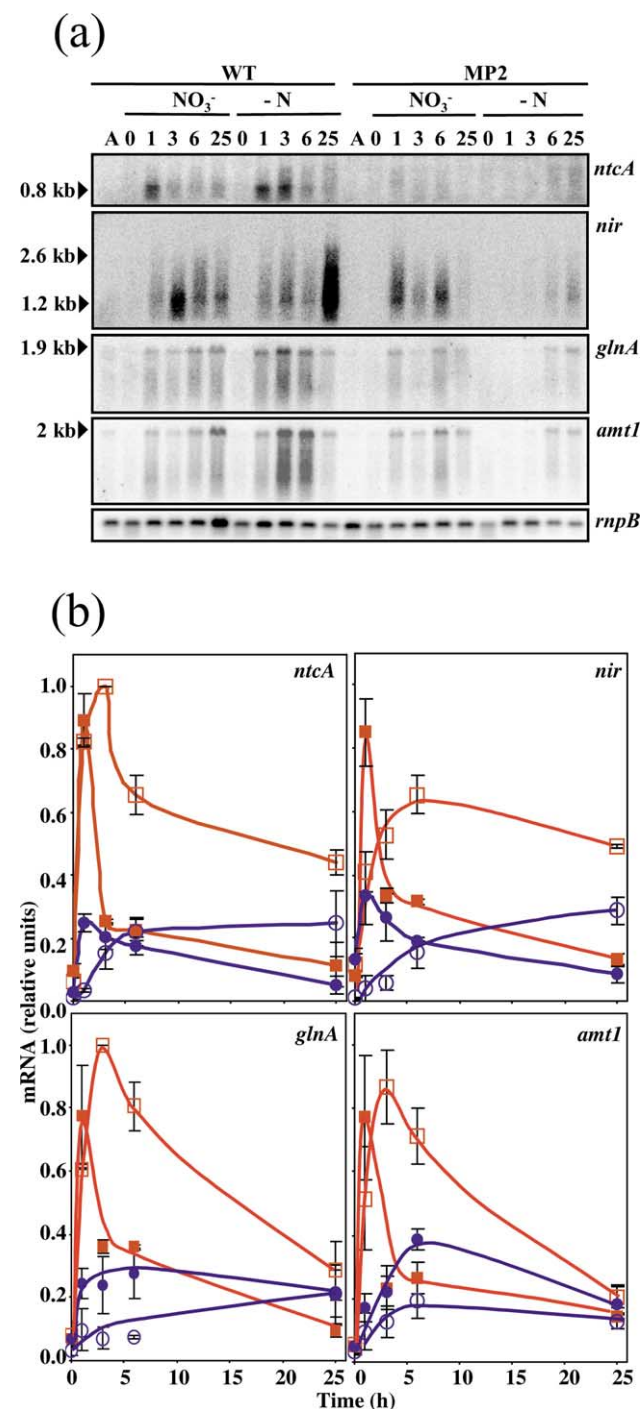 (a)
WT MP2
NO₃⁻ - N NO₃⁻ - N
A 0 1 3 6 25 0 1 3 6 25 A 0 1 3 6 25 0 1 3 6 25
ntcA
0.8 kb
nir
2.6 kb
1.2 kb
1.9 kb glnA
2 kb amt1
rnpB
(b)
ntcA nir
1.0
0.8
0.6
0.4
0.2
0.0
glnA amt1
1.0
0.8
0.6
0.4
0.2
0.0
mRNA (relative units)
0 5 10 15 20 25 0 5 10 15 20 25
Time (h)